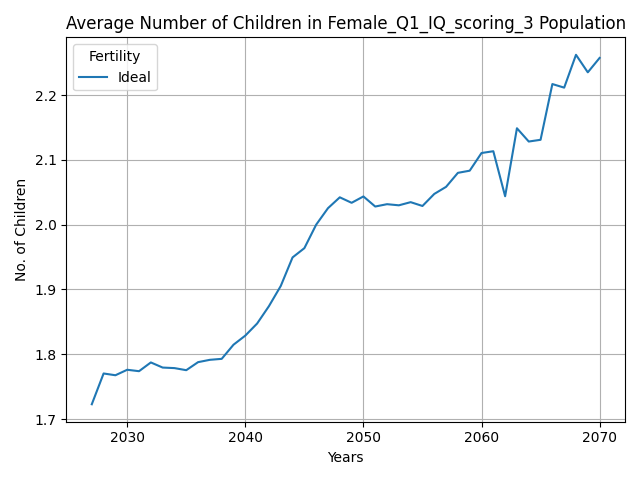 Average Number of Children in Female_Q1_IQ_scoring_3 Population
Fertility
Ideal
2.2
2.1
2.0
1.9
1.8
1.7
No. of Children
2030 2040 2050 2060 2070
Years